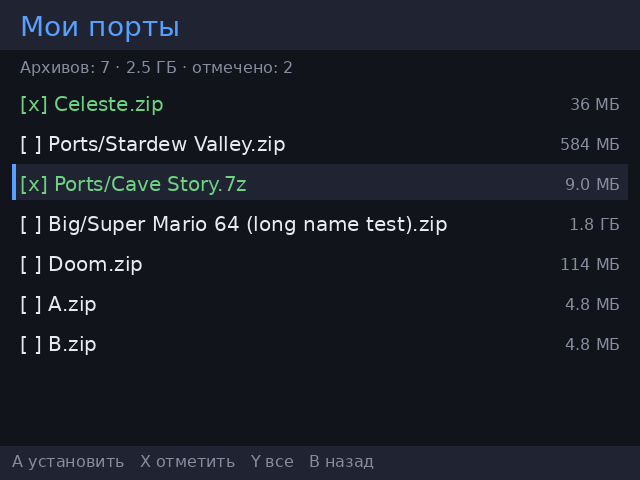 Мои порты
Архивов: 7 · 2.5 ГБ · отмечено: 2
[x] Celeste.zip 36 МБ
[ ] Ports/Stardew Valley.zip 584 МБ
[x] Ports/Cave Story.7z 9.0 МБ
[ ] Big/Super Mario 64 (long name test).zip 1.8 ГБ
[ ] Doom.zip 114 МБ
[ ] A.zip 4.8 МБ
[ ] B.zip 4.8 МБ
A установить X отметить Y все B назад